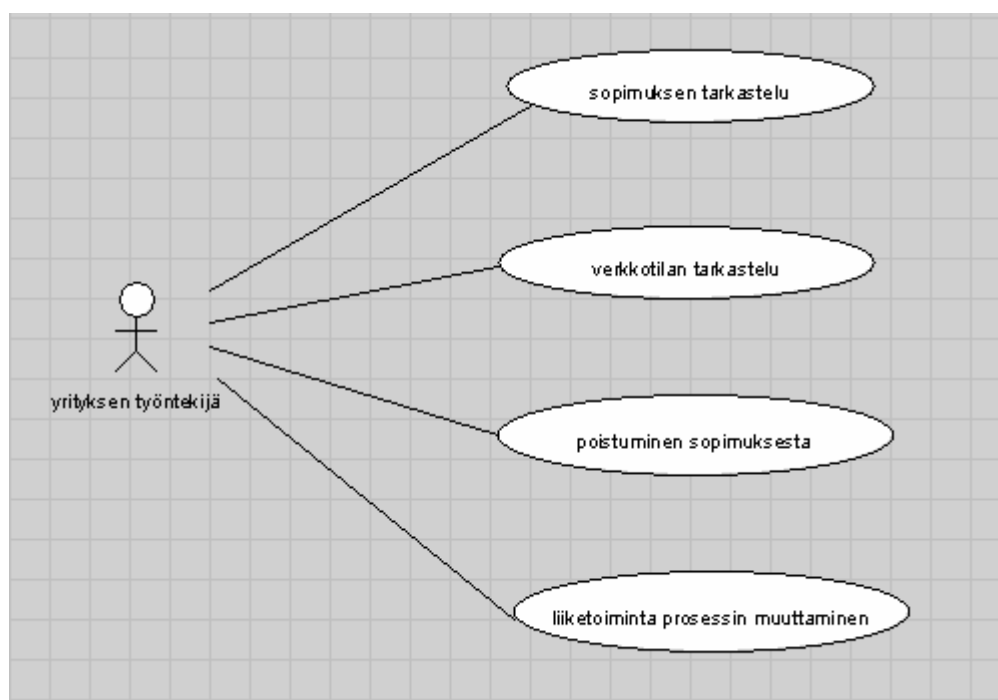 sopimuksen tarkastelu
verkkotilan tarkastelu
yrityksen työntekijä
poistuminen sopimuksesta
liiketoiminta prosessin muuttaminen